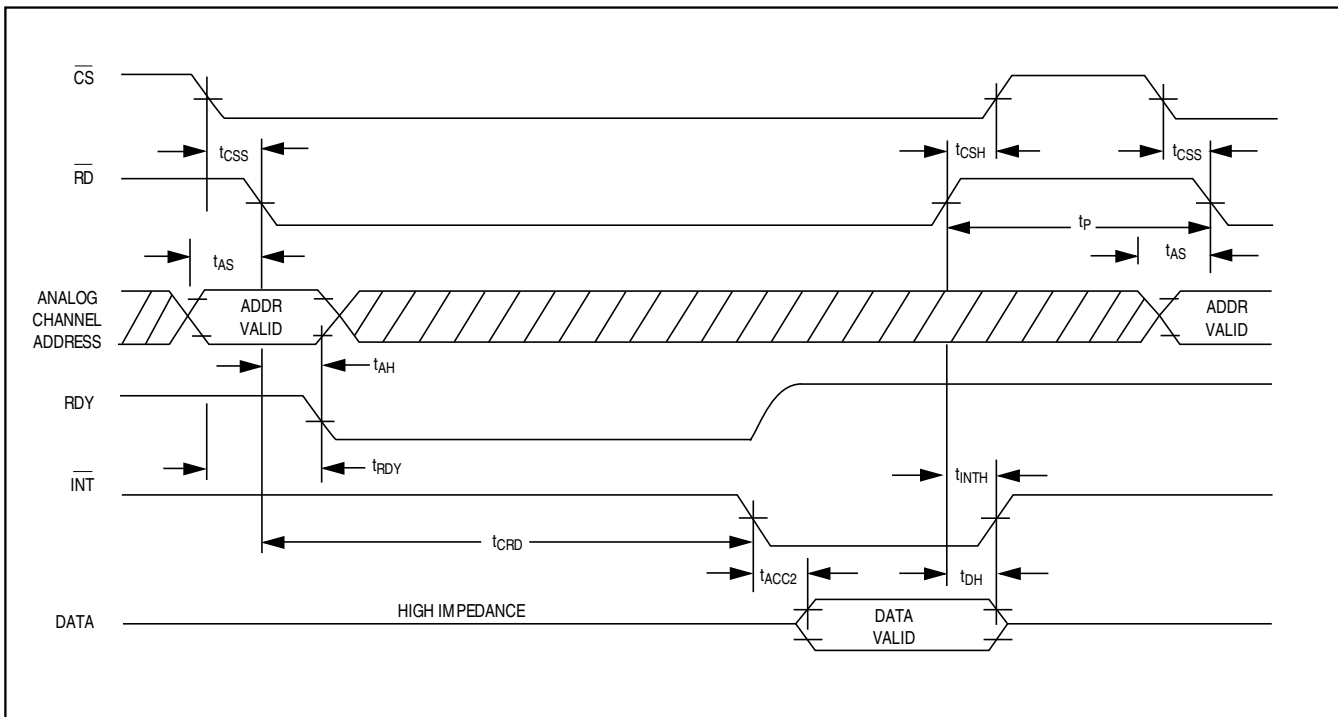 CS
tCSS
tCSH
tCSS
RD
tP
tAS
tAS
ANALOG
CHANNEL
ADDRESS
ADDR
VALID
ADDR
VALID
tAH
RDY
tRDY
INT
tINTH
tCRD
tACC2
tDH
HIGH IMPEDANCE
DATA
DATA
VALID